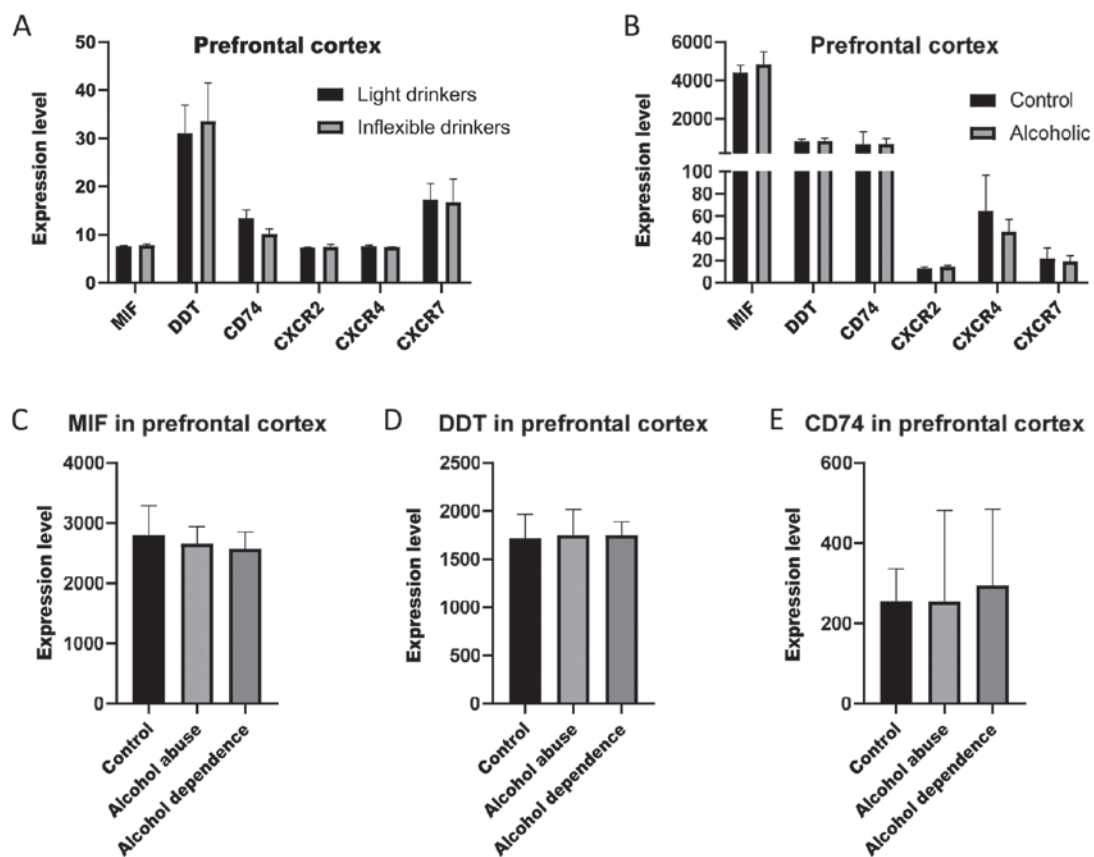 A
Prefrontal cortex
Expression level
50
40
30
20
10
0
Light drinkers
Inflexible drinkers
MIF
DDT
CD74
CXCR2
CXCR4
CXCR7
B
Prefrontal cortex
Expression level
6000
4000
2000
100
80
60
40
20
0
Control
Alcoholic
MIF
DDT
CD74
CXCR2
CXCR4
CXCR7
C
MIF in prefrontal cortex
Expression level
4000
3000
2000
1000
0
Control
Alcohol abuse
Alcohol dependence
D
DDT in prefrontal cortex
Expression level
2500
2000
1500
1000
500
0
Control
Alcohol abuse
Alcohol dependence
E
CD74 in prefrontal cortex
Expression level
600
400
200
0
Control
Alcohol abuse
Alcohol dependence